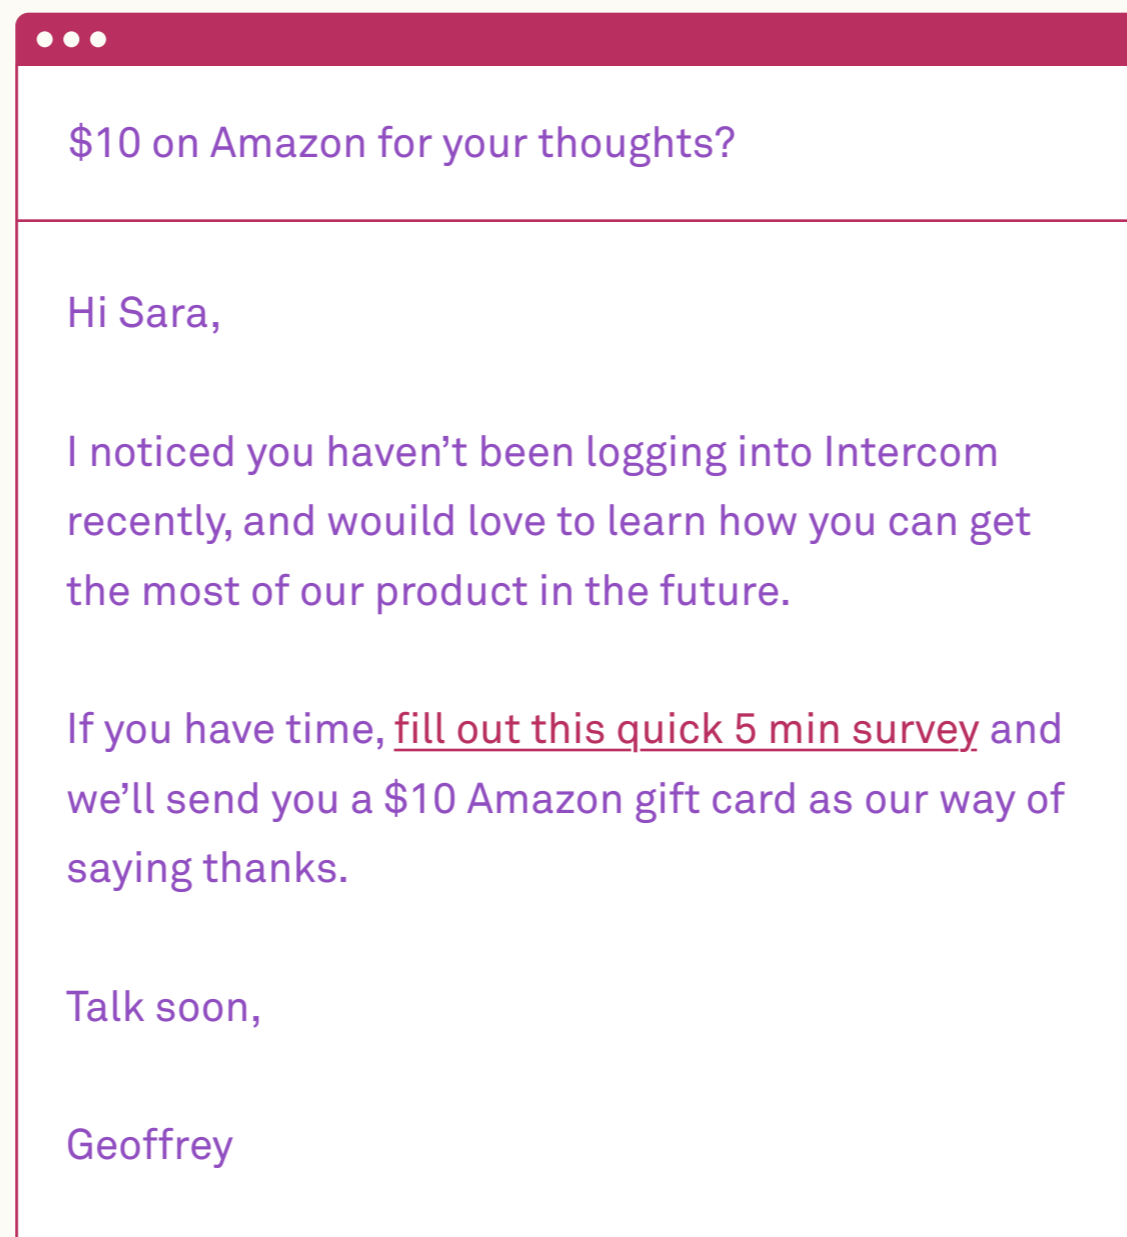 $10 on Amazon for your thoughts?
Hi Sara,
I noticed you haven’t been logging into Intercom
recently, and wouild love to learn how you can get
the most of our product in the future.
If you have time, fill out this quick 5 min survey and
we’ll send you a $10 Amazon gift card as our way of
saying thanks.
Talk soon,
Geoffrey